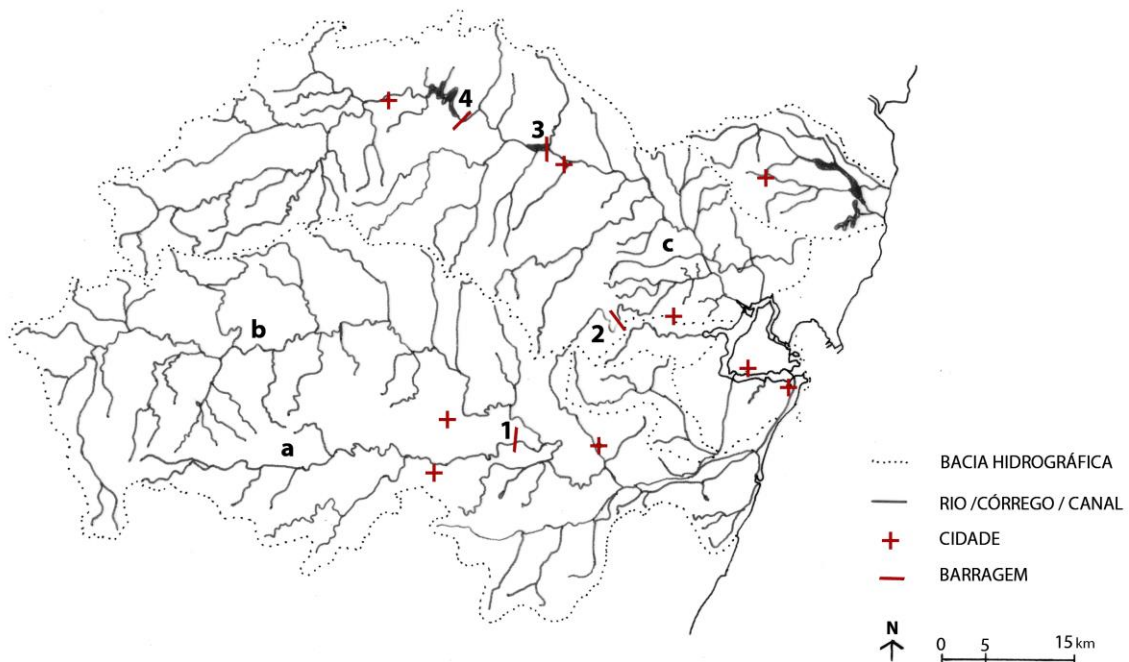 4
3
c
2
b
1
a
BACIA HIDROGRÁFICA
RIO /CÓRREGO / CANAL
CIDADE
BARRAGEM
N
0 5 15 km